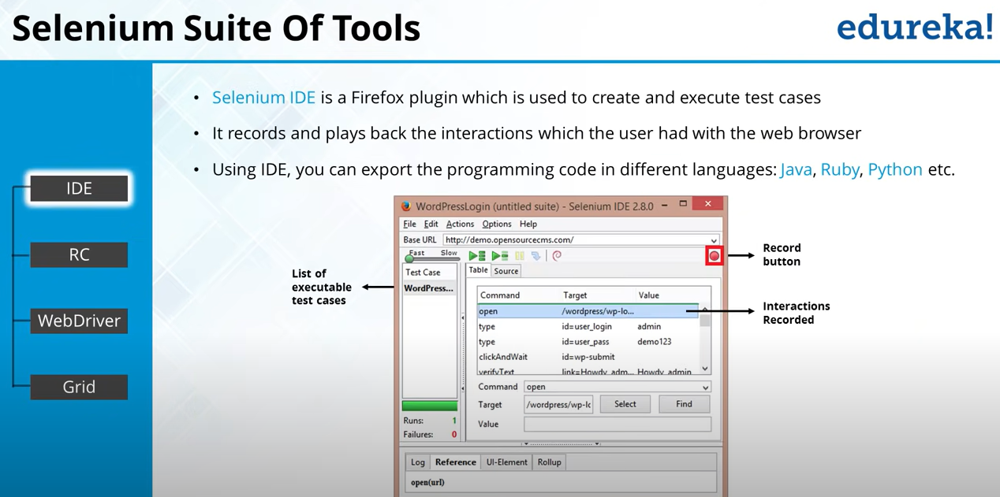 Selenium Suite Of Tools
edureka!
• Selenium IDE is a Firefox plugin which is used to create and execute test cases
• It records and plays back the interactions which the user had with the web browser
• Using IDE, you can export the programming code in different languages: Java, Ruby, Python etc.
IDE
RC
WebDriver
Grid
List of
executable
test cases
WordPressLogin (untitled suite) - Selenium IDE 2.8.0
File Edit Actions Options Help
Base URL http://demo.opensourcecms.com/
Fast Slow
Test Case
WordPress...
Table Source
Command Target Value
open /wordpress/wp-lo...
type id=user_login admin
type id=user_pass demo123
clickAndWait id=wp-submit
verifyText link=Howdy, adm... Howdy, admin
Command open
Target /wordpress/wp-lc Select Find
Value
Runs: 1
Failures: 0
Log Reference UI-Element Rollup
open(url)
Record
button
Interactions
Recorded